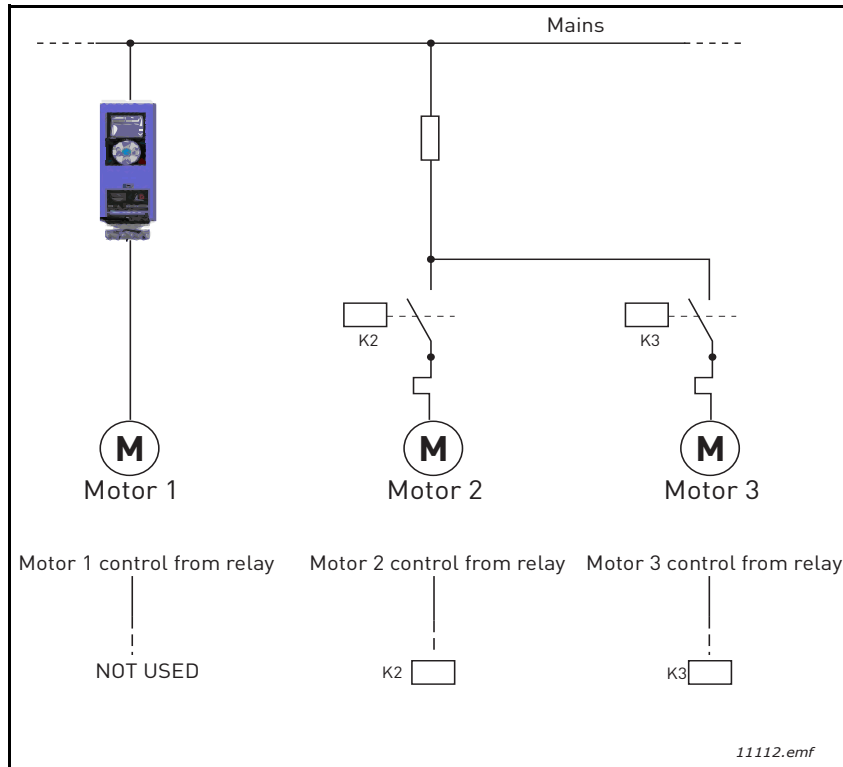 Mains
K2
K3
M
M
M
Motor 1
Motor 2
Motor 3
Motor 1 control from relay
Motor 2 control from relay
Motor 3 control from relay
NOT USED
K2
K3
11112.emf